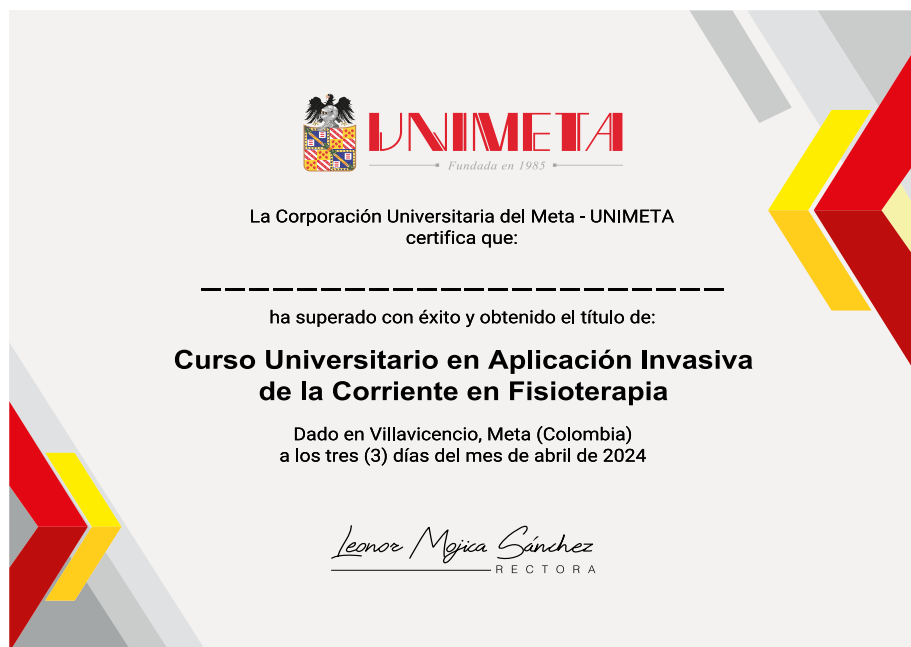 UNIMETA
Fundada en 1985
La Corporación Universitaria del Meta - UNIMETA
certifica que:
ha superado con éxito y obtenido el título de:
Curso Universitario en Aplicación Invasiva
de la Corriente en Fisioterapia
Dado en Villavicencio, Meta (Colombia)
a los tres (3) días del mes de abril de 2024
Leonor Mojica Sánchez
RECTORA